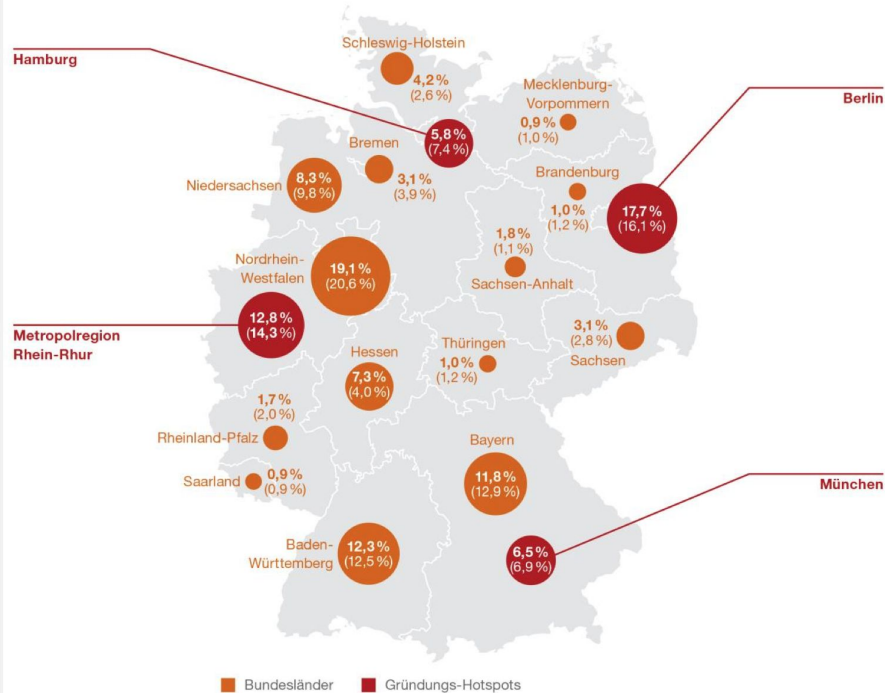 Schleswig-Holstein
4,2 %
(2,6 %)
Hamburg
Mecklenburg-
Vorpommern
0,9 %
(1,0 %)
Berlin
5,8 %
(7,4 %)
Bremen
3,1 %
(3,9 %)
Niedersachsen
8,3 %
(9,8 %)
Brandenburg
1,0 %
(1,2 %)
17,7 %
(16,1 %)
1,8 %
(1,1 %)
Sachsen-Anhalt
Nordrhein-
Westfalen
19,1 %
(20,6 %)
12,8 %
(14,3 %)
Metropolregion
Rhein-Rhur
Hessen
7,3 %
(4,0 %)
Thüringen
1,0 %
(1,2 %)
3,1 %
(2,8 %)
Sachsen
1,7 %
(2,0 %)
Rheinland-Pfalz
Saarland
0,9 %
(0,9 %)
Bayern
11,8 %
(12,9 %)
München
Baden-
Württemberg
12,3 %
(12,5 %)
6,5 %
(6,9 %)
Bundesländer
Gründungs-Hotspots